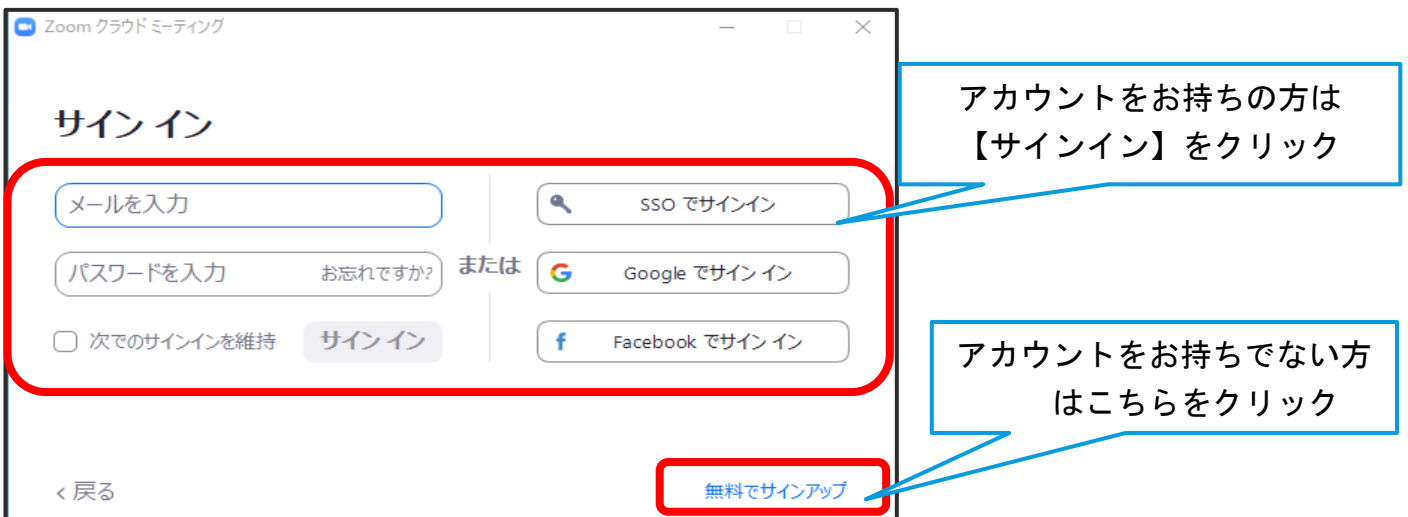 Zoom クラウド ミーティング
サイン イン
メールを入力
パスワードを入力 お忘れですか?
次でのサインインを維持 サイン イン
または
SSO でサインイン
Google でサイン イン
Facebook でサイン イン
< 戻る
無料でサインアップ
アカウントをお持ちの方は
【サインイン】をクリック
アカウントをお持ちでない方
はこちらをクリック